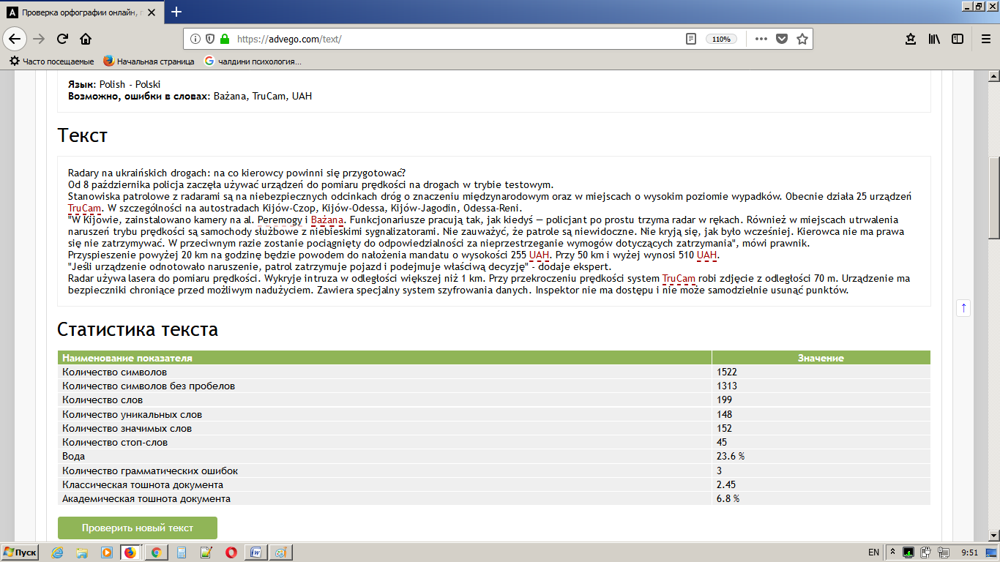 Проверка орфографии онлайн, п
https://advego.com/text/
110%
Часто посещаемые
Начальная страница
чалдини психология...
Язык: Polish - Polski
Возможно, ошибки в словах: Bażana, TruCam, UAH
Текст
Radary na ukraińskich drogach: na co kierowcy powinni się przygotować?
Od 8 października policja zaczęła używać urządzeń do pomiaru prędkości na drogach w trybie testowym.
Stanowiska patrolowe z radarami są na niebezpiecznych odcinkach dróg o znaczeniu międzynarodowym oraz w miejscach o wysokim poziomie wypadków. Obecnie działa 25 urządzeń
TruCam. W szczególności na autostradach Kijów-Czop, Kijów-Odessa, Kijów-Jagodin, Odessa-Reni.
"W Kijowie, zainstalowano kamery na al. Peremogy i Bażana. Funkcjonariusze pracują tak, jak kiedyś — policjant po prostu trzyma radar w rękach. Również w miejscach utrwalenia
naruszeń trybu prędkości są samochody służbowe z niebieskimi sygnalizatorami. Nie zauważyć, że patrole są niewidoczne. Nie kryją się, jak było wcześniej. Kierowca nie ma prawa
się nie zatrzymywać. W przeciwnym razie zostanie pociągnięty do odpowiedzialności za nieprzestrzeganie wymogów dotyczących zatrzymania", mówi prawnik.
Przyspieszenie powyżej 20 km na godzinę będzie powodem do nałożenia mandatu o wysokości 255 UAH. Przy 50 km i wyżej wynosi 510 UAH.
"Jeśli urządzenie odnotowało naruszenie, patrol zatrzymuje pojazd i podejmuje właściwą decyzję" - dodaje ekspert.
Radar używa lasera do pomiaru prędkości. Wykryje intruza w odległości większej niż 1 km. Przy przekroczeniu prędkości system TruCam robi zdjęcie z odległości 70 m. Urządzenie ma
bezpieczniki chroniące przed możliwym nadużyciem. Zawiera specjalny system szyfrowania danych. Inspektor nie ma dostępu i nie może samodzielnie usunąć punktów.
Статистика текста
Наименование показателя Значение
Количество символов 1522
Количество символов без пробелов 1313
Количество слов 199
Количество уникальных слов 148
Количество значимых слов 152
Количество стоп-слов 45
Вода 23.6 %
Количество грамматических ошибок 3
Классическая тошнота документа 2.45
Академическая тошнота документа 6.8 %
Проверить новый текст
Пуск
EN
9:51